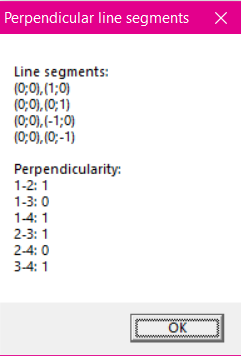 Perpendicular line segments
Line segments:
(0;0),(1;0)
(0;0),(0;1)
(0;0),(-1;0)
(0;0),(0;-1)
Perpendicularity:
1-2: 1
1-3: 0
1-4: 1
2-3: 1
2-4: 0
3-4: 1
OK